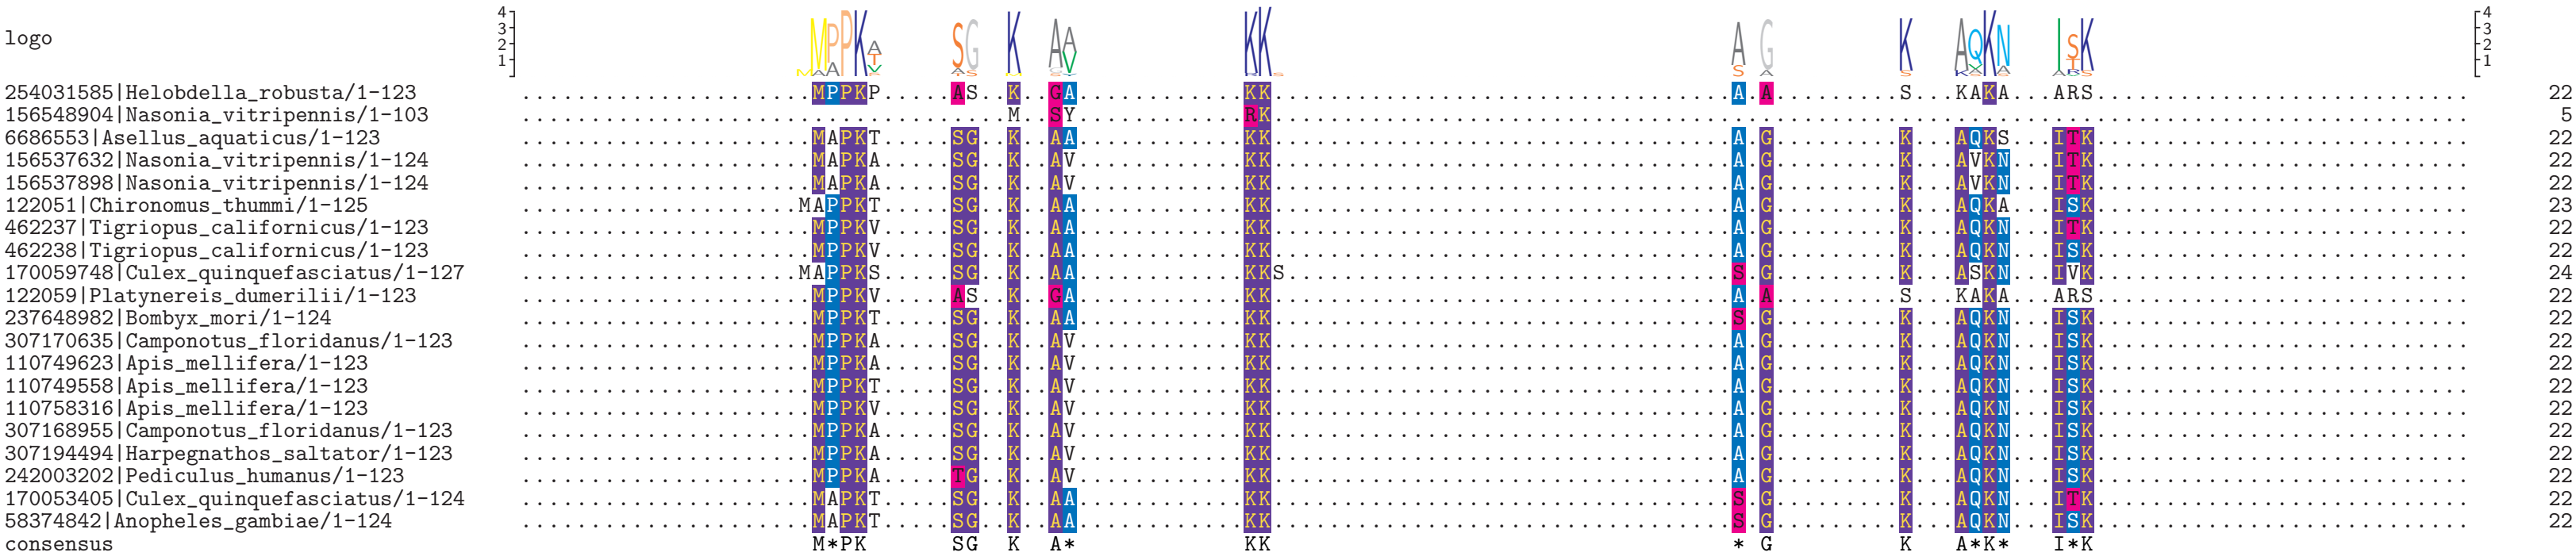 logo
4
3
2
1
4
3
2
1
254031585|Helobdella_robusta/1-123 .....................MPPKP.....AS..K..GA............KK.................................A.A.........S...KAKA...ARS........................... 22
156548904|Nasonia_vitripennis/1-103 ...................................M..SY............RK...................................................................................... 5
6686553|Asellus_aquaticus/1-123 .....................MAPKT.....SG..K..AA............KK.................................A.G.........K...AQKS...ITK........................... 22
156537632|Nasonia_vitripennis/1-124 .....................MAPKA.....SG..K..AV............KK.................................A.G.........K...AVKN...ITK........................... 22
156537898|Nasonia_vitripennis/1-124 .....................MAPKA.....SG..K..AV............KK.................................A.G.........K...AVKN...ITK........................... 22
122051|Chironomus_thummi/1-125 ....................MAPPKT.....SG..K..AA............KK.................................A.G.........K...AQKA...ISK........................... 23
462237|Tigriopus_californicus/1-123 .....................MPPKV.....SG..K..AA............KK.................................A.G.........K...AQKN...ITK........................... 22
462238|Tigriopus_californicus/1-123 .....................MPPKV.....SG..K..AA............KK.................................A.G.........K...AQKN...ISK........................... 22
170059748|Culex_quinquefasciatus/1-127 ....................MAPPKS.....SG..K..AA............KKS................................S.G.........K...ASKN...IVK........................... 24
122059|Platynereis_dumerilii/1-123 .....................MPPKV.....AS..K..GA............KK.................................A.A.........S...KAKA...ARS........................... 22
237648982|Bombyx_mori/1-124 .....................MPPKT.....SG..K..AA............KK.................................S.G.........K...AQKN...ISK........................... 22
307170635|Camponotus_floridanus/1-123 .....................MPPKA.....SG..K..AV............KK.................................A.G.........K...AQKN...ISK........................... 22
110749623|Apis_mellifera/1-123 .....................MPPKA.....SG..K..AV............KK.................................A.G.........K...AQKN...ISK........................... 22
110749558|Apis_mellifera/1-123 .....................MPPKT.....SG..K..AV............KK.................................A.G.........K...AQKN...ISK........................... 22
110758316|Apis_mellifera/1-123 .....................MPPKV.....SG..K..AV............KK.................................A.G.........K...AQKN...ISK........................... 22
307168955|Camponotus_floridanus/1-123 .....................MPPKA.....SG..K..AV............KK.................................A.G.........K...AQKN...ISK........................... 22
307194494|Harpegnathos_saltator/1-123 .....................MPPKA.....SG..K..AV............KK.................................A.G.........K...AQKN...ISK........................... 22
242003202|Pediculus_humanus/1-123 .....................MPPKA.....TG..K..AV............KK.................................A.G.........K...AQKN...ISK........................... 22
170053405|Culex_quinquefasciatus/1-124 .....................MAPKT.....SG..K..AA............KK.................................S.G.........K...AQKN...ITK........................... 22
58374842|Anopheles_gambiae/1-124 .....................MAPKT.....SG..K..AA............KK.................................S.G.........K...AQKN...ISK........................... 22
consensus M*PK SG K A* KK * G K A*K* I*K